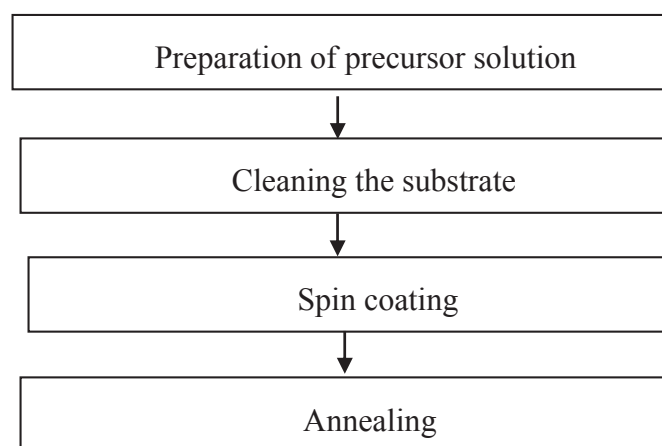 Preparation of precursor solution
Cleaning the substrate
Spin coating
Annealing